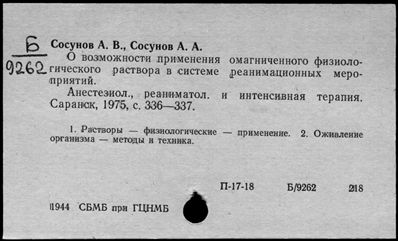 Б
9262
Сосунов А. В., Сосунов А. А.
О возможности применения омагниченного физиоло-
гического раствора в системе реанимационных меро-
приятий.
Анестезиол., реаниматол. и интенсивная терапия.
Саранск, 1975, с. 336—337.
1. Растворы — физиологические — применение. 2. Оживление
организма — методы и техника.
П-17-18 Б/9262 218
1944 СБМБ при ГЦНМБ